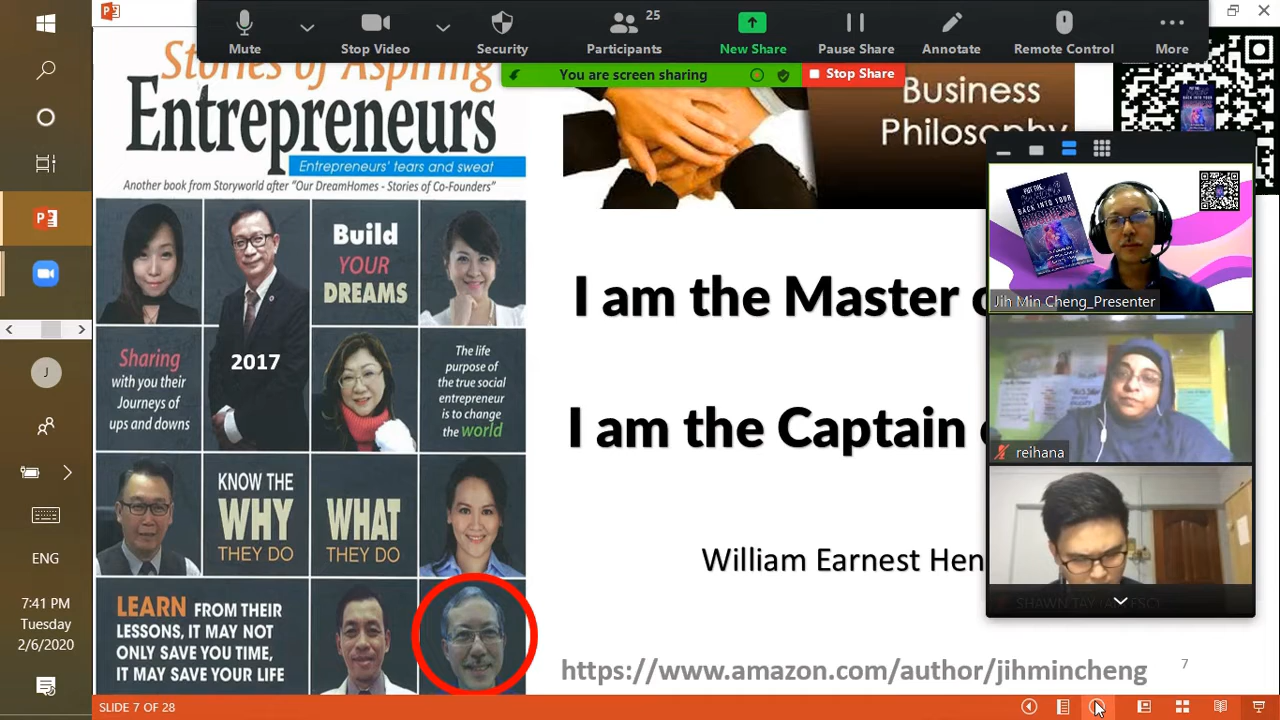 Mute
Stop Video
Security
Participants
25
New Share
Pause Share
Annotate
Remote Control
More
You are screen sharing
Stop Share
Stories of Aspiring
Entrepreneurs
Entrepreneurs' tears and sweat
Another book from Storyworld after "Our DreamHomes - Stories of Co-Founders"
Build
YOUR
DREAMS
Sharing
with you their
Journeys of
ups and downs
2017
The life
purpose of
the true social
entrepreneur
is to change
the world
KNOW THE
WHY
THEY DO
WHAT
THEY DO
LEARN FROM THEIR
LESSONS, IT MAY NOT
ONLY SAVE YOU TIME,
IT MAY SAVE YOUR LIFE
Business
Philosophy
I am the Master
I am the Captain
William Earnest Hen
https://www.amazon.com/author/jihmincheng
7
BACK INTO YOUR
Jih Min Cheng_Presenter
reihana
J
ENG
7:41 PM
Tuesday
2/6/2020
SLIDE 7 OF 28